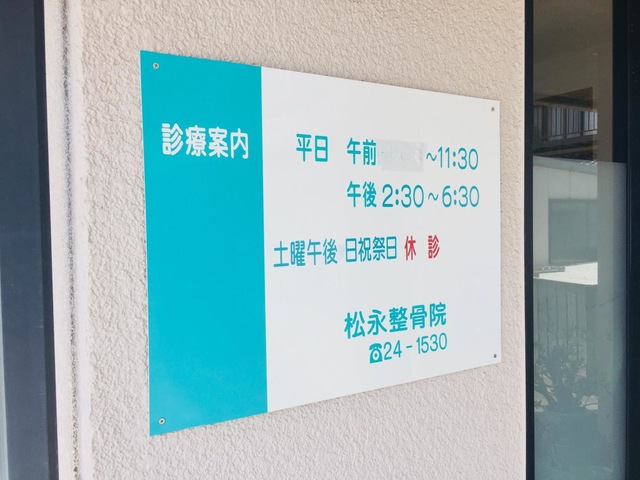 診療案内
平日 午前 ~11:30
午後 2:30~6:30
土曜午後 日祝祭日 休診
松永整骨院
☎24-1530